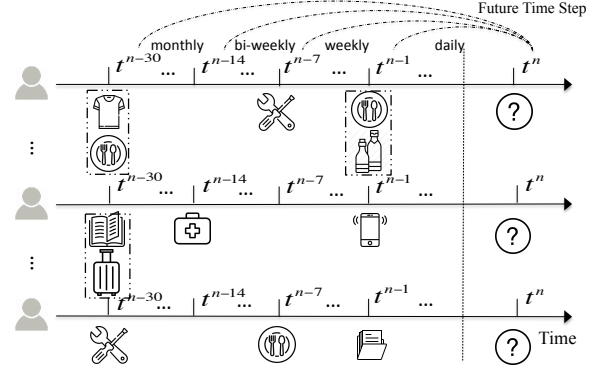 Future Time Step
monthly bi-weekly weekly daily
t^{n-30} ... t^{n-14} ... t^{n-7} ... t^{n-1} ... t^n
?
⋮
t^{n-30} ... t^{n-14} ... t^{n-7} ... t^{n-1} ... t^n
?
⋮
t^{n-30} ... t^{n-14} ... t^{n-7} ... t^{n-1} ... t^n
Time
?